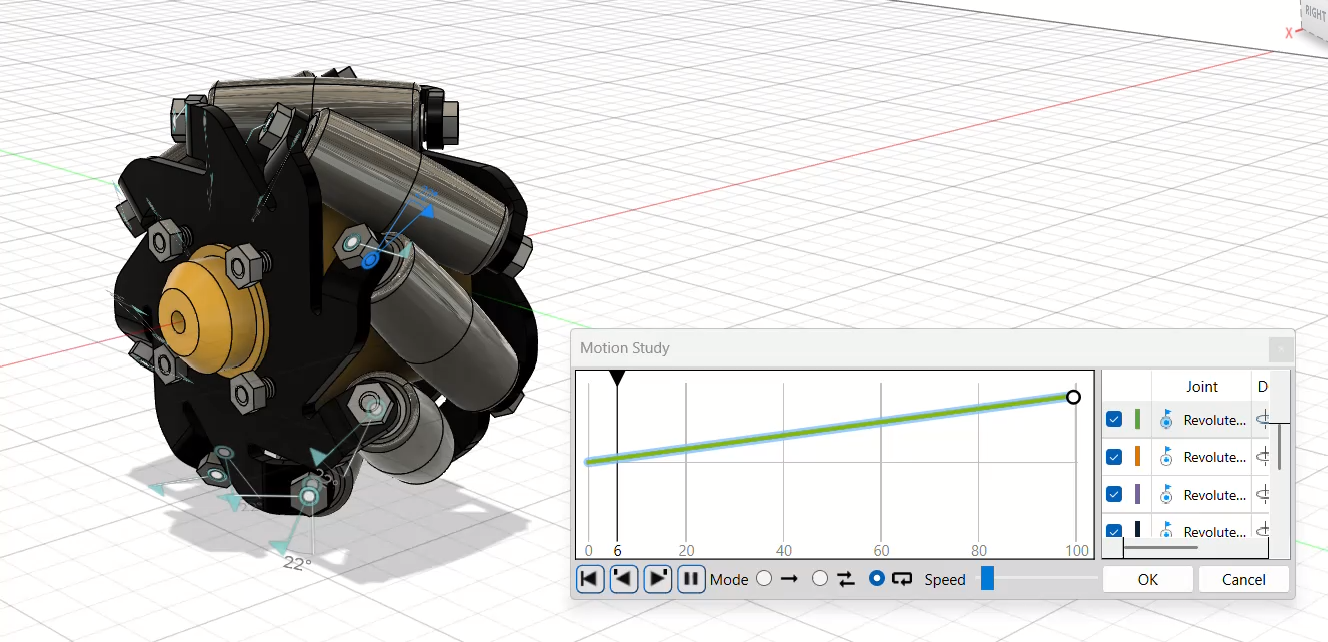 RIGHT
X
Motion Study
Joint D
Revolute...
Revolute...
Revolute...
Revolute...
0 6 20 40 60 80 100
22°
Mode Speed OK Cancel